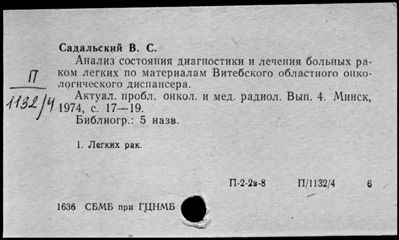 Садальский В. С.
Анализ состояния диагностики и лечения больных ра-
ком легких по материалам Витебского областного онко-
логического диспансера.
Актуал. пробл. онкол. и мед. радиол. Вып. 4. Минск,
1974, с. 17—19.
Библиогр.: 5 назв.
П
1132/4
1. Легких рак.
П-2-2в-8 П/1132/4 6
1636 СБМБ при ГЦНМБ